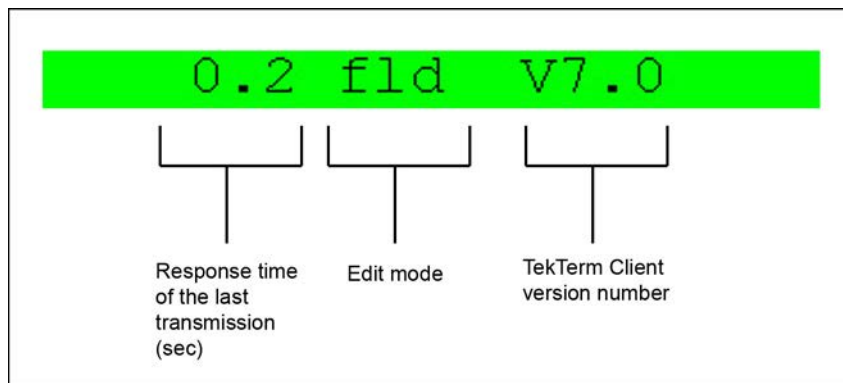 0.2 fld V7.0
Response time
of the last
transmission
(sec)
Edit mode
TekTerm Client
version number